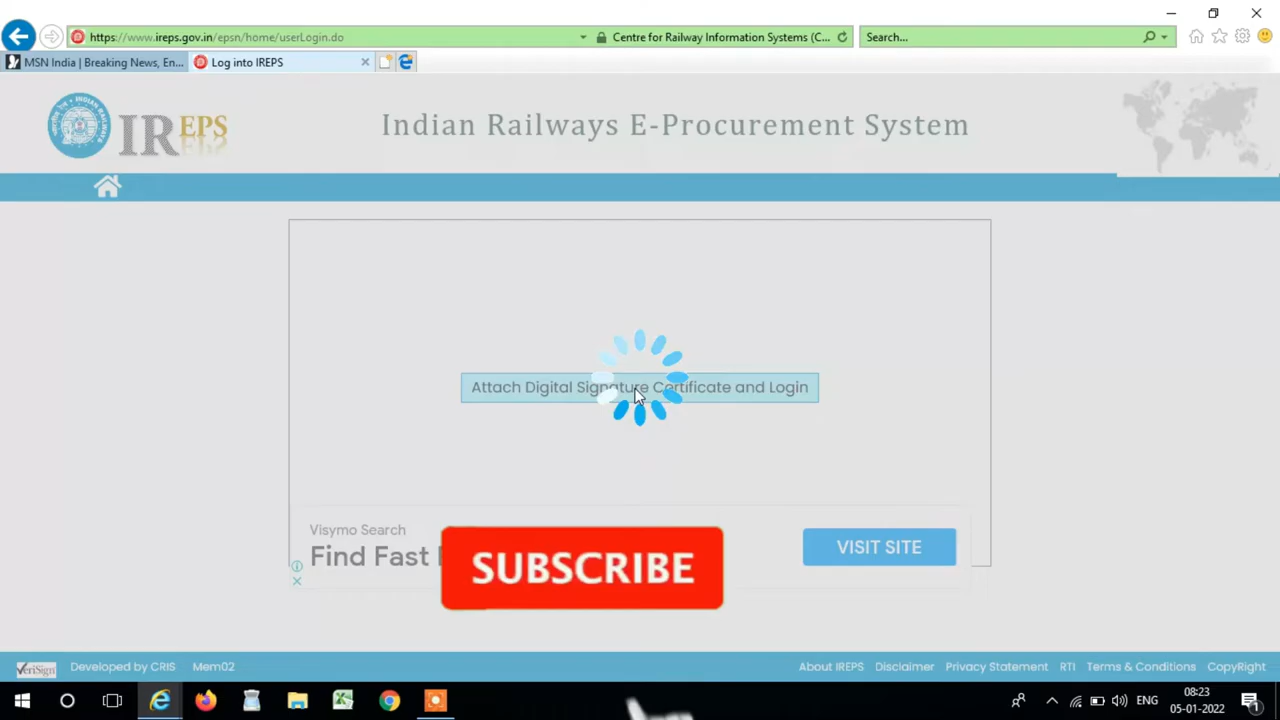 https://www.ireps.gov.in/epsn/home/userLogin.do
Centre for Railway Information Systems (C...
Search...
MSN India | Breaking News, En...
Log into IREPS
IREPS
Indian Railways E-Procurement System
Attach Digital Signature Certificate and Login
Visymo Search
Find Fast
VISIT SITE
SUBSCRIBE
VeriSign
Developed by CRIS
Mem02
About IREPS
Disclaimer
Privacy Statement
RTI
Terms & Conditions
CopyRight
ENG
08:23
05-01-2022
1